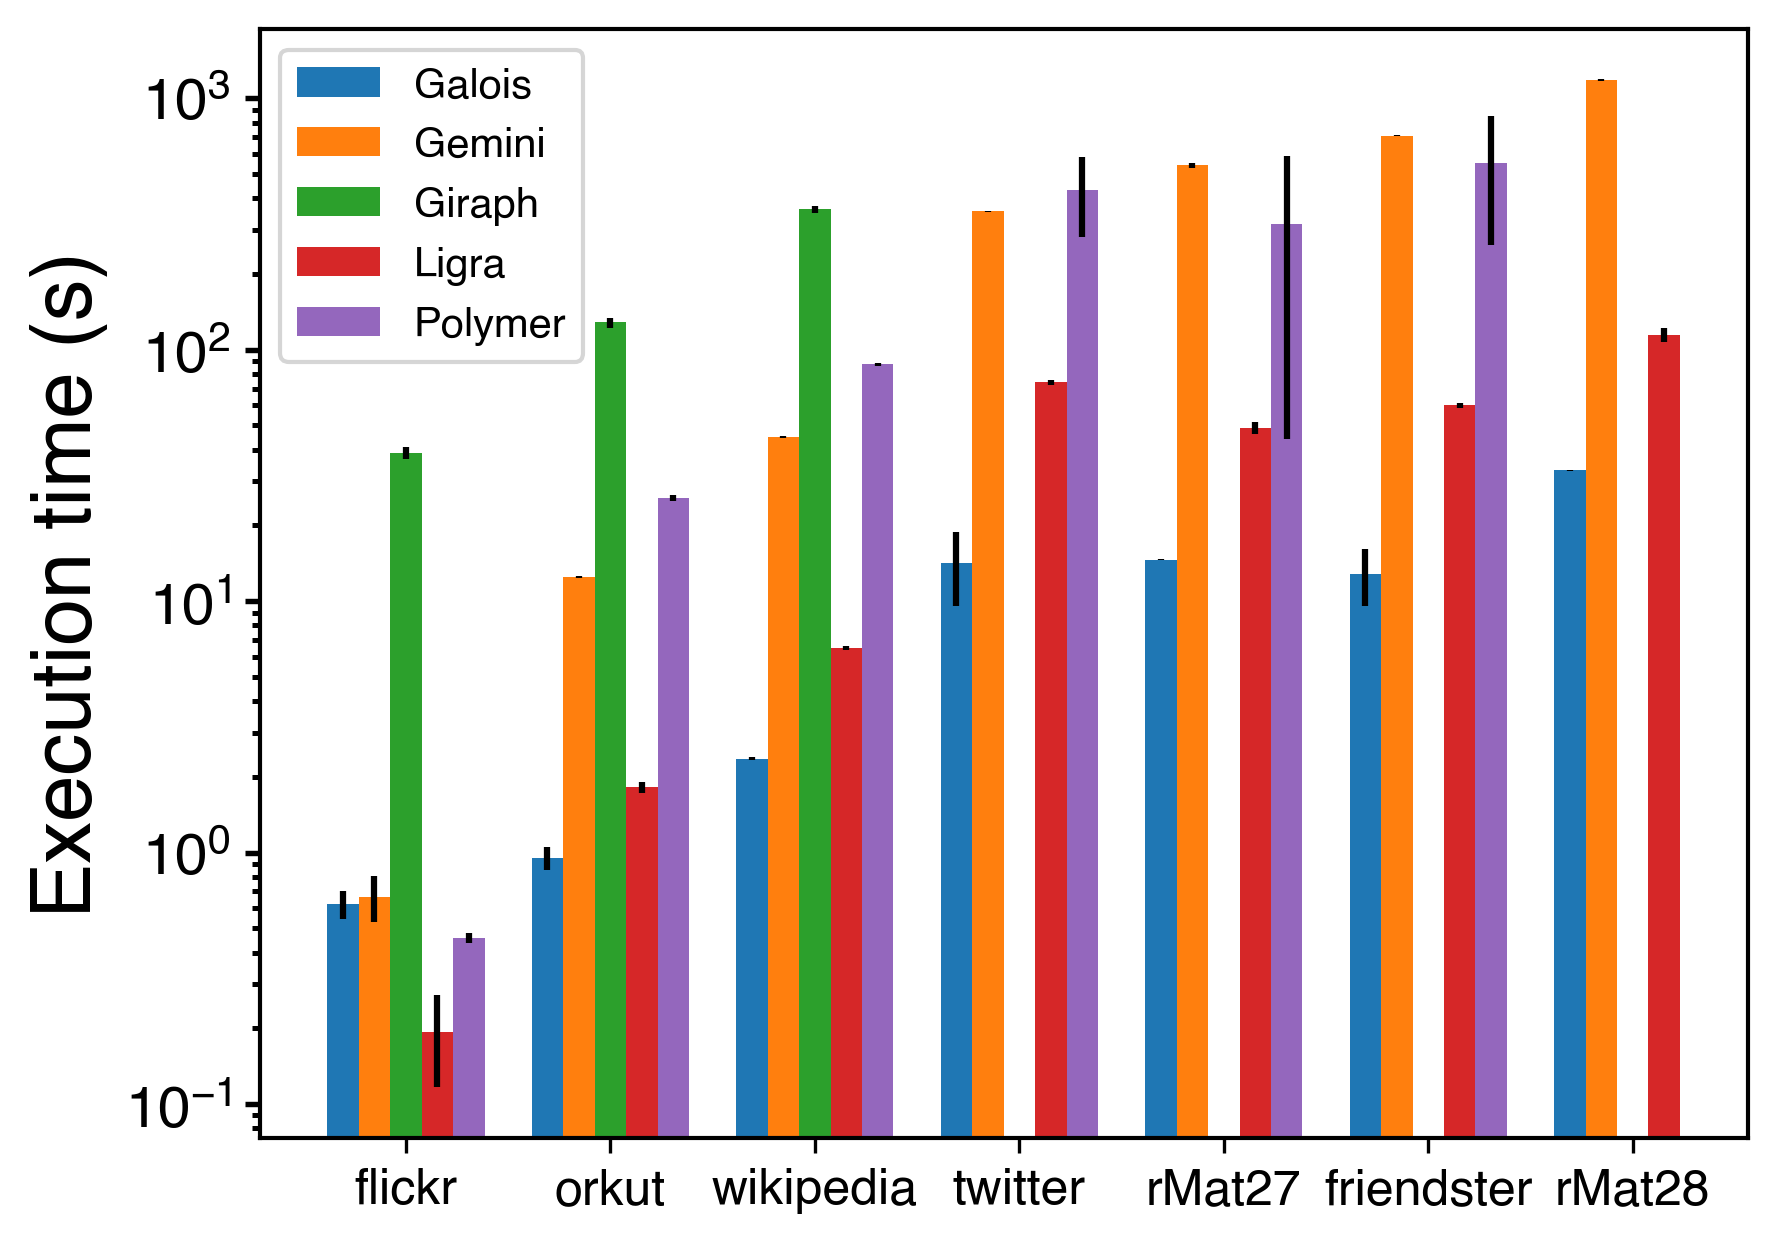 Execution time (s)
10³
10²
10¹
10⁰
10⁻¹
Galois
Gemini
Giraph
Ligra
Polymer
flickr orkut wikipedia twitter rMat27 friendster rMat28